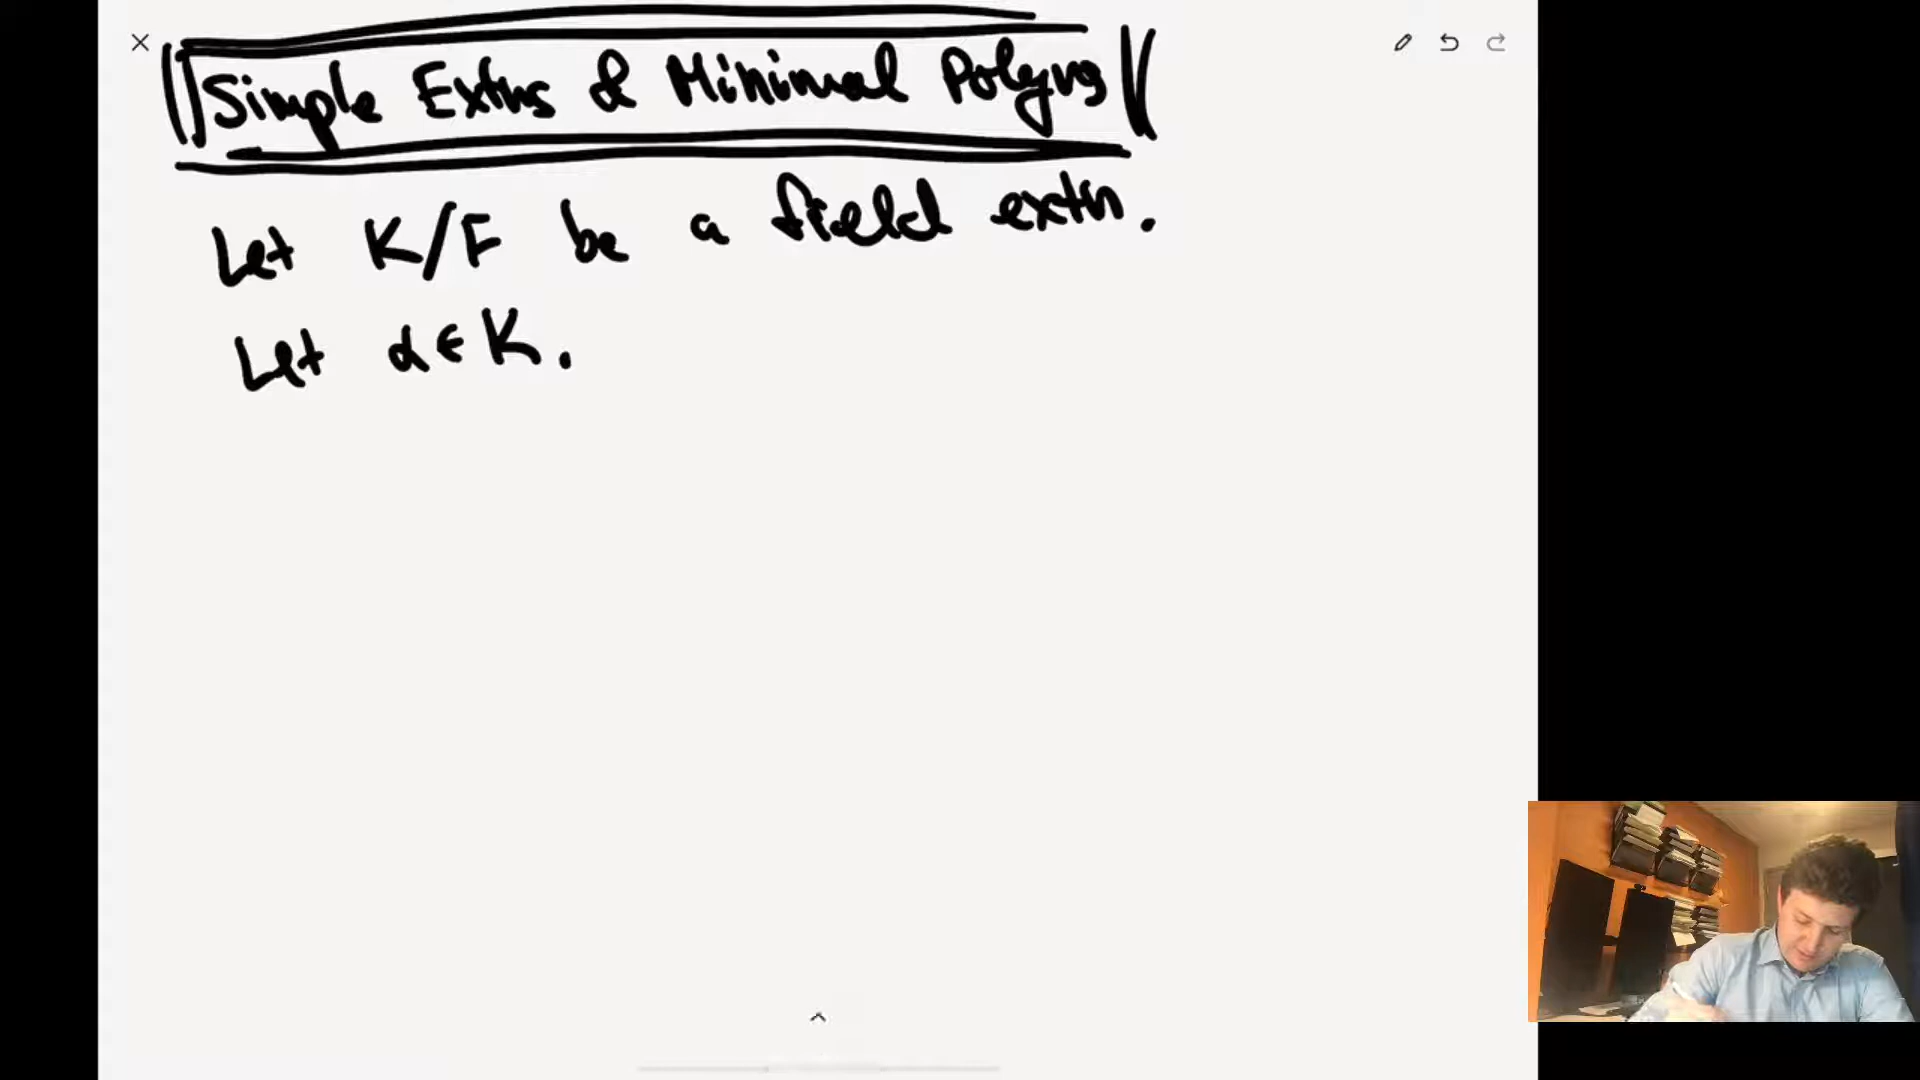 Simple Extns & Minimal Polyns
Let K/F be a field extn.
Let α ∈ K.